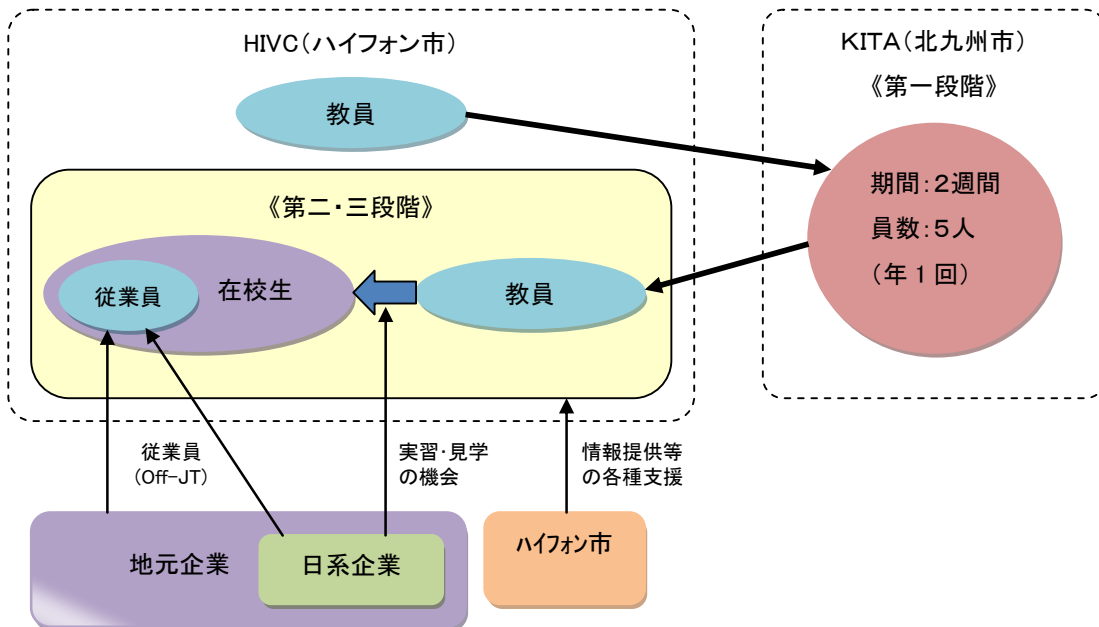 HIVC(ハイフォン市)
教員
《第二・三段階》
従業員
在校生
教員
KITA(北九州市)
《第一段階》
期間:2週間
員数:5人
(年1回)
従業員
(Off-JT)
実習・見学
の機会
情報提供等
の各種支援
地元企業
日系企業
ハイフォン市